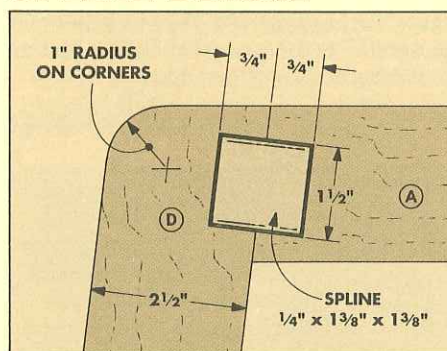 1" RADIUS
ON CORNERS
3/4"
3/4"
1 1/2"
A
D
2 1/2"
SPLINE
1/4" x 1 3/8" x 1 3/8"